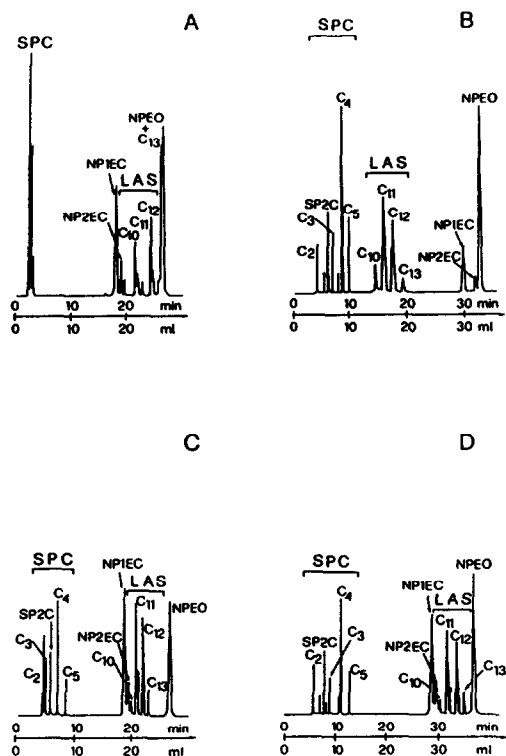 A
SPC
NPEO
+
C13
NP1EC
LAS
C12
NP2EC
C11
C10
0 10 20 min
0 10 20 ml
B
SPC
C4
NPEO
LAS
C11
SP2C
C3
C5
C12
NP1EC
C2
NP2EC
C10
C13
0 10 20 30 min
0 10 20 30 ml
C
SPC
NP1EC
LAS
C4
C11
NPEO
SP2C
C12
C3
NP2EC
C2
C5
C10
C13
0 10 20 min
0 10 20 ml
D
SPC
NP1EC
NPEO
C4
LAS
C11
SP2C
C3
C12
C2
NP2EC
C5
C10
C13
0 10 20 30 min
0 10 20 30 ml